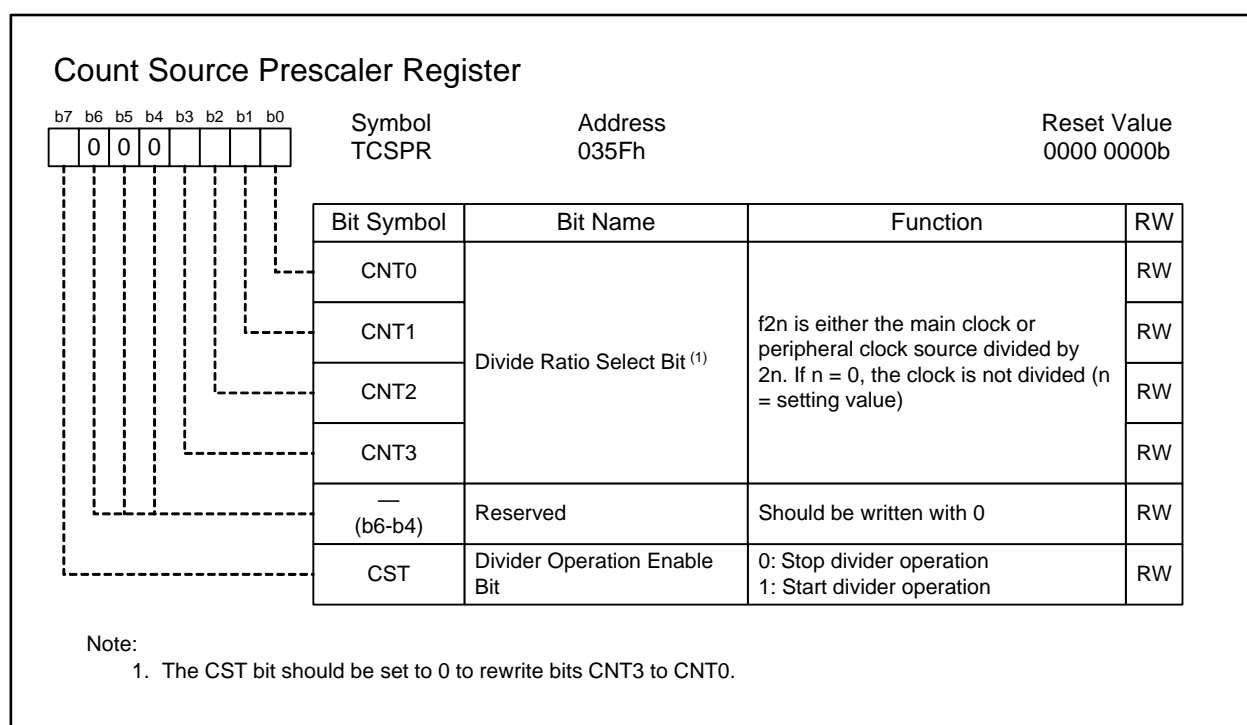 Count Source Prescaler Register
b7 b6 b5 b4 b3 b2 b1 b0
0 0 0
Symbol Address Reset Value
TCSPR 035Fh 0000 0000b
Bit Symbol Bit Name Function RW
CNT0 RW
CNT1 RW
CNT2 RW
CNT3 RW
Divide Ratio Select Bit (1)
f2n is either the main clock or
peripheral clock source divided by
2n. If n = 0, the clock is not divided (n
= setting value)
—
(b6-b4) Reserved Should be written with 0 RW
CST Divider Operation Enable
Bit
0: Stop divider operation
1: Start divider operation
RW
Note:
1. The CST bit should be set to 0 to rewrite bits CNT3 to CNT0.